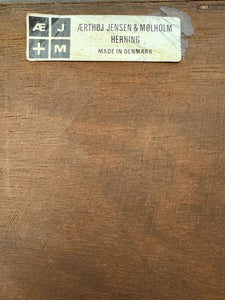 Æ J
+ M
ÆRTHØJ JENSEN & MØLHOLM
HERNING
MADE IN DENMARK